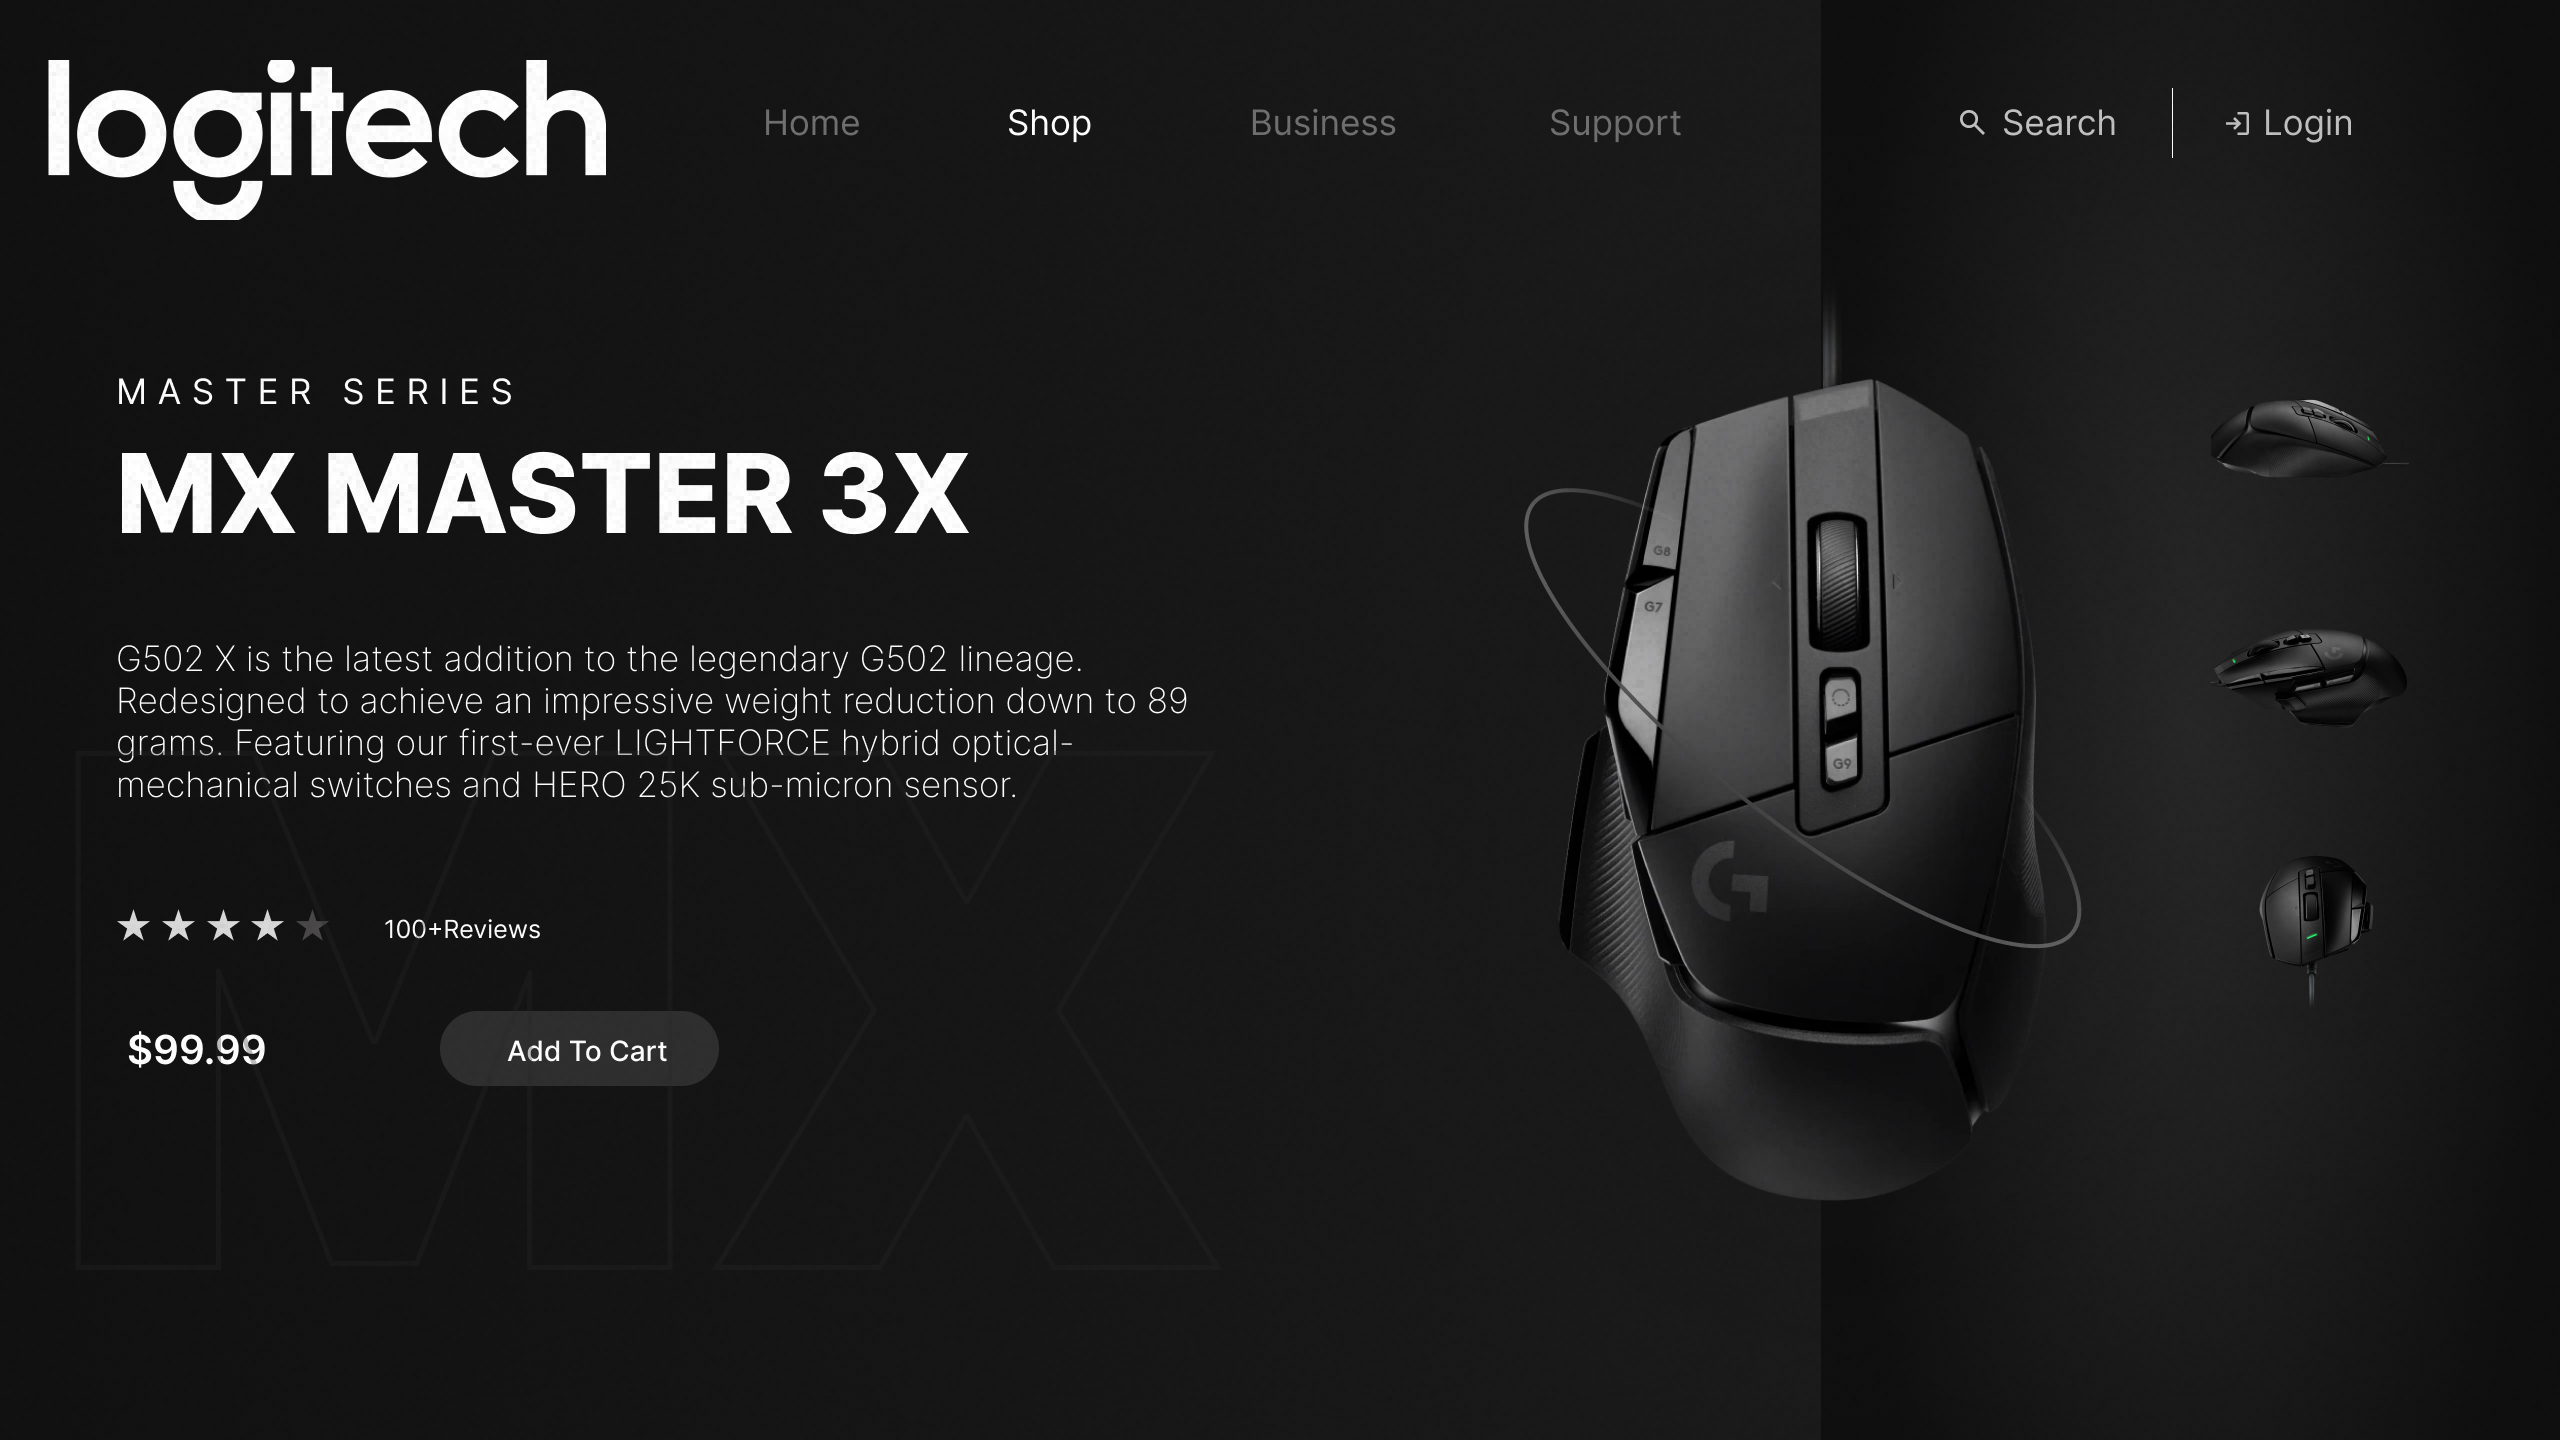 logitech
Home
Shop
Business
Support
Search
Login
MASTER SERIES
MX MASTER 3X
G502 X is the latest addition to the legendary G502 lineage.
Redesigned to achieve an impressive weight reduction down to 89
grams. Featuring our first-ever LIGHTFORCE hybrid optical-
mechanical switches and HERO 25K sub-micron sensor.
100+Reviews
$99.99
Add To Cart
MX
G8
G7
G9
G